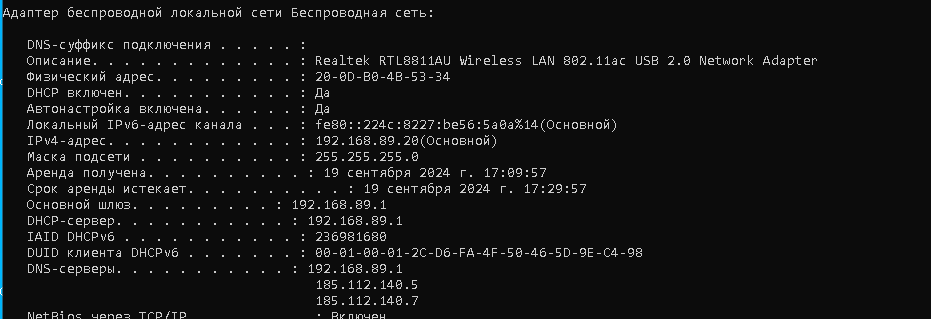 Адаптер беспроводной локальной сети Беспроводная сеть:
DNS-суффикс подключения . . . . . :
Описание. . . . . . . . . . . . . : Realtek RTL8811AU Wireless LAN 802.11ac USB 2.0 Network Adapter
Физический адрес. . . . . . . . . : 20-0D-B0-4B-53-34
DHCP включен. . . . . . . . . . . : Да
Автонастройка включена. . . . . . : Да
Локальный IPv6-адрес канала . . . : fe80::224c:8227:be56:5a0a%14(Основной)
IPv4-адрес. . . . . . . . . . . . : 192.168.89.20(Основной)
Маска подсети . . . . . . . . . . : 255.255.255.0
Аренда получена. . . . . . . . . . : 19 сентября 2024 г. 17:09:57
Срок аренды истекает. . . . . . . . . . : 19 сентября 2024 г. 17:29:57
Основной шлюз. . . . . . . . . : 192.168.89.1
DHCP-сервер. . . . . . . . . . . : 192.168.89.1
IAID DHCPv6 . . . . . . . . . . . : 236981680
DUID клиента DHCPv6 . . . . . . . : 00-01-00-01-2C-D6-FA-4F-50-46-5D-9E-C4-98
DNS-серверы. . . . . . . . . . . : 192.168.89.1
185.112.140.5
185.112.140.7
NetBios через TCP/IP. . . . . . . . : Включен